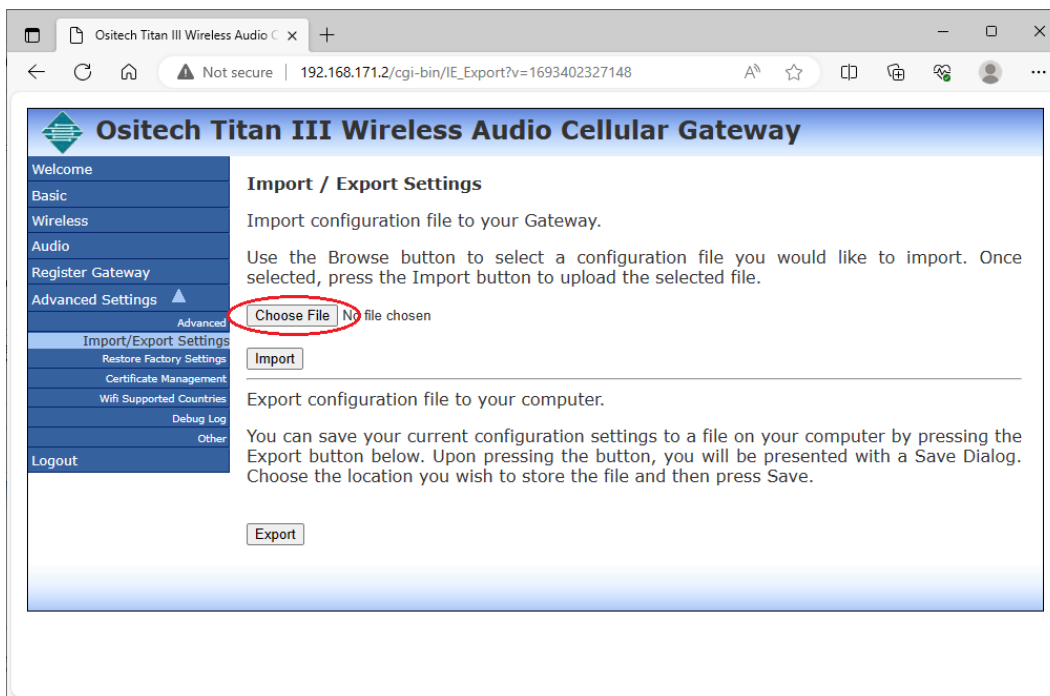 Ositech Titan III Wireless Audio C
Not secure | 192.168.171.2/cgi-bin/IE_Export?v=1693402327148
Ositech Titan III Wireless Audio Cellular Gateway
Welcome
Basic
Wireless
Audio
Register Gateway
Advanced Settings
Advanced
Import/Export Settings
Restore Factory Settings
Certificate Management
Wifi Supported Countries
Debug Log
Other
Logout
Import / Export Settings
Import configuration file to your Gateway.
Use the Browse button to select a configuration file you would like to import. Once
selected, press the Import button to upload the selected file.
Choose File No file chosen
Import
Export configuration file to your computer.
You can save your current configuration settings to a file on your computer by pressing the
Export button below. Upon pressing the button, you will be presented with a Save Dialog.
Choose the location you wish to store the file and then press Save.
Export